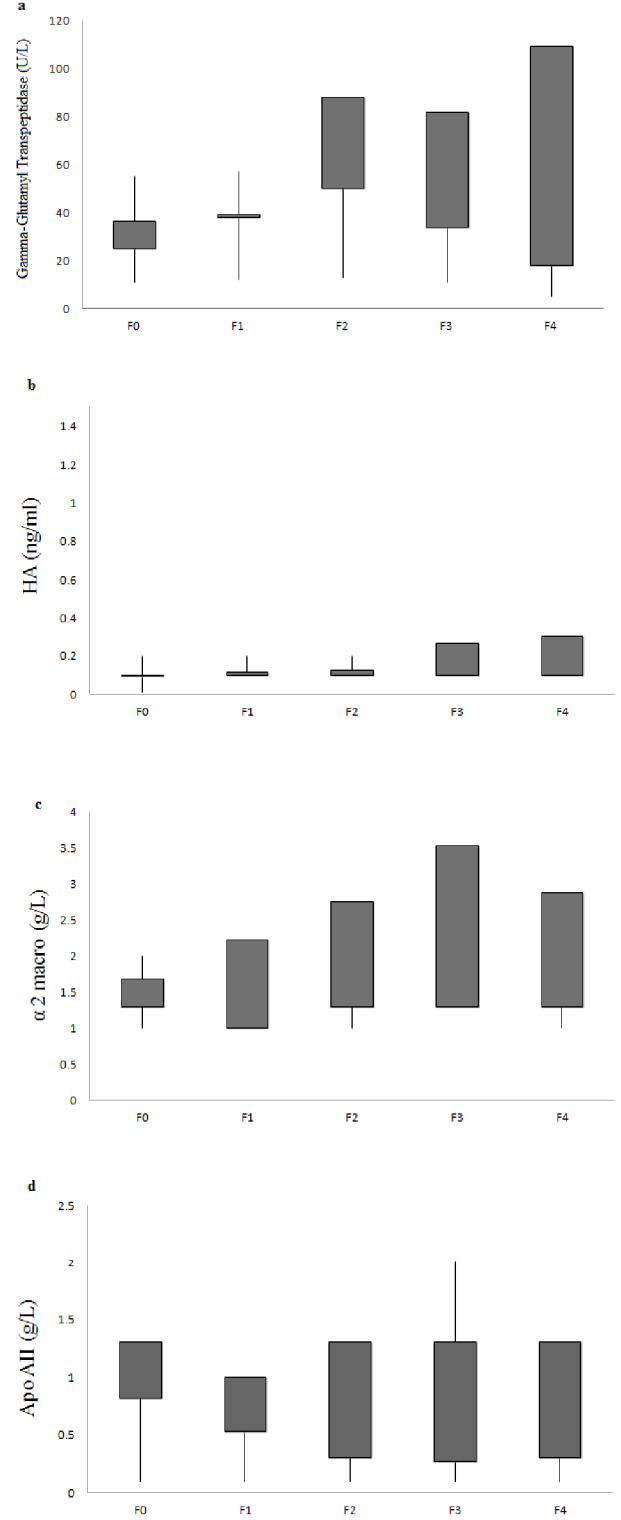 a
Gamma-Glutamyl Transpeptidase (U/L)
120
100
80
60
40
20
0
F0 F1 F2 F3 F4
b
HA (ng/ml)
1.4
1.2
1
0.8
0.6
0.4
0.2
0
F0 F1 F2 F3 F4
c
α 2 macro (g/L)
4
3.5
3
2.5
2
1.5
1
0.5
0
F0 F1 F2 F3 F4
d
Apo AII (g/L)
2.5
2
1.5
1
0.5
0
F0 F1 F2 F3 F4